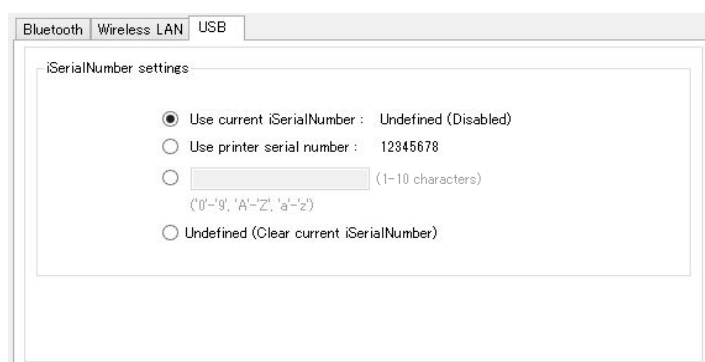 Bluetooth Wireless LAN USB
iSerialNumber settings
Use current iSerialNumber : Undefined (Disabled)
Use printer serial number : 12345678
(1-10 characters)
('0'-'9', 'A'-'Z', 'a'-'z')
Undefined (Clear current iSerialNumber)